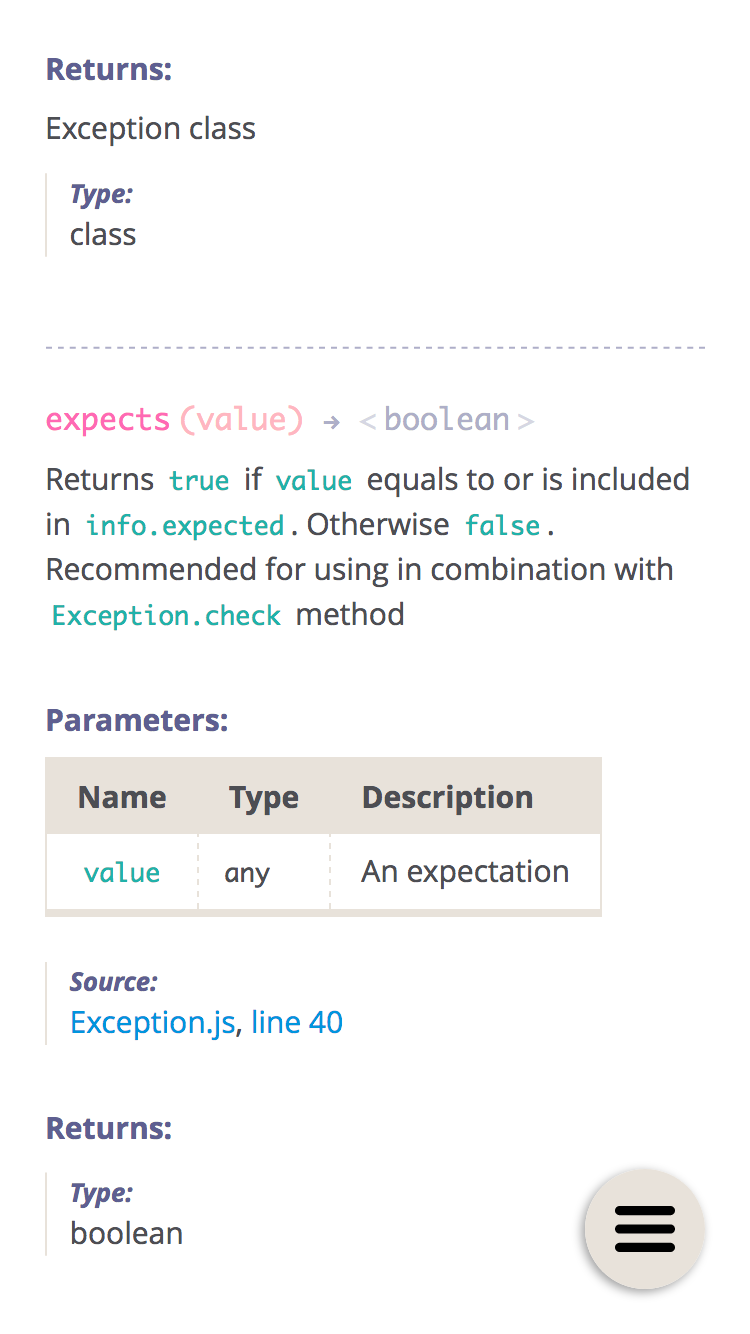 Returns:
Exception class
Type:
class
expects (value) → <boolean>
Returns true if value equals to or is included
in info.expected. Otherwise false.
Recommended for using in combination with
Exception.check method
Parameters:
Name Type Description
value any An expectation
Source:
Exception.js, line 40
Returns:
Type:
boolean